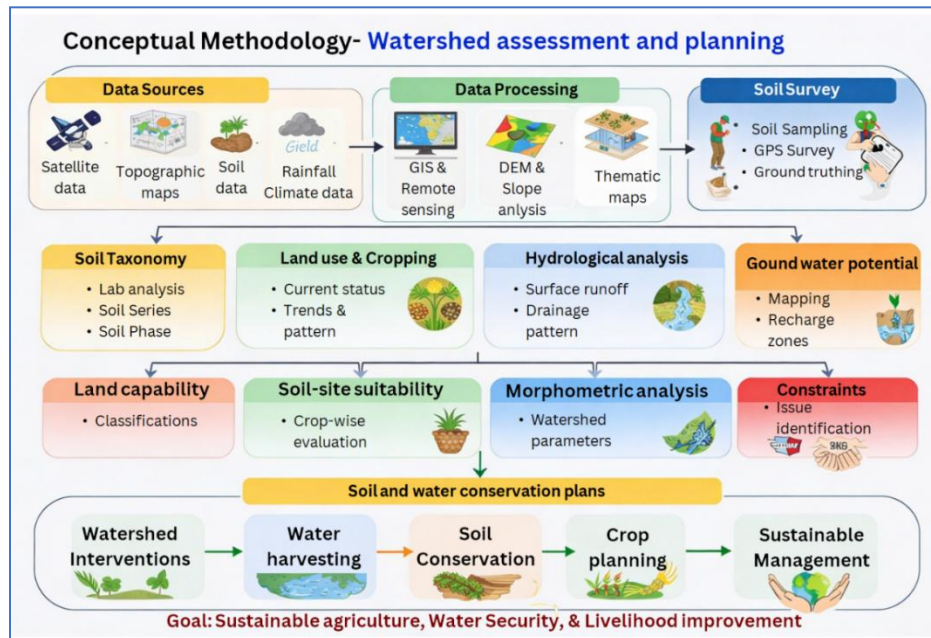 Conceptual Methodology- Watershed assessment and planning
Data Sources
Data Processing
Soil Survey
Satellite
data
Topographic
maps
Soil
data
Gield
Rainfall
Climate data
GIS &
Remote
sensing
DEM &
Slope
anlysis
Thematic
maps
• Soil Sampling
• GPS Survey
• Ground truthing
Soil Taxonomy
• Lab analysis
• Soil Series
• Soil Phase
Land use & Cropping
• Current status
• Trends &
pattern
Hydrological analysis
• Surface runoff
• Drainage
pattern
Gound water potential
• Mapping
• Recharge
zones
Land capability
• Classifications
Soil-site suitability
• Crop-wise
evaluation
Morphometric analysis
• Watershed
parameters
Constraints
• Issue
identification
Soil and water conservation plans
Watershed
Interventions
Water
harvesting
Soil
Conservation
Crop
planning
Sustainable
Management
Goal: Sustainable agriculture, Water Security, & Livelihood improvement